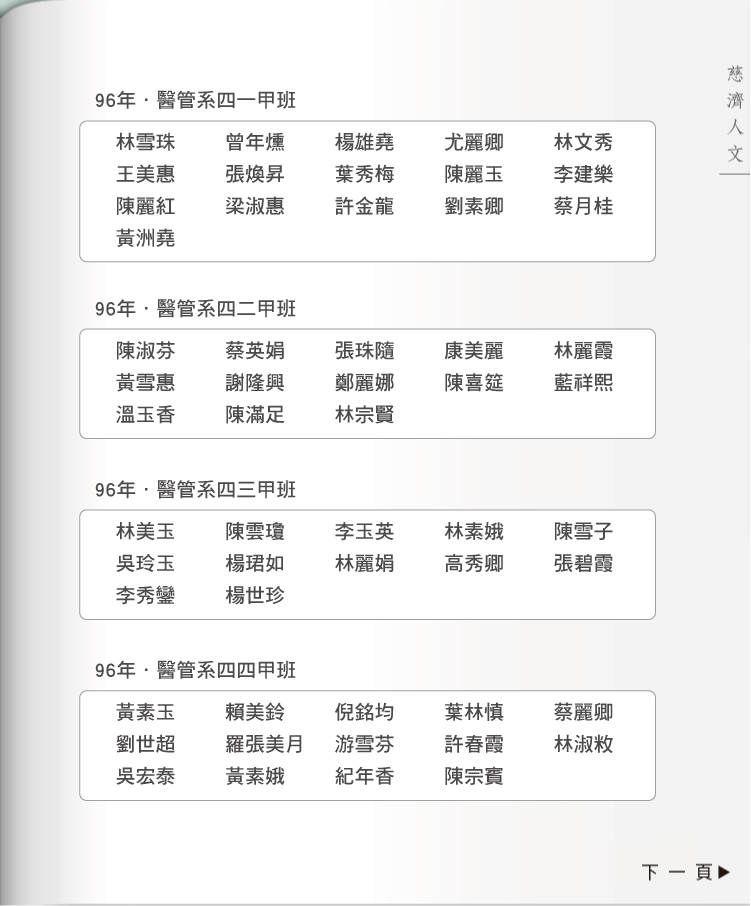 慈濟人文
96年．醫管系四一甲班
林雪珠 曾年燻 楊雄堯 尤麗卿 林文秀
王美惠 張煥昇 葉秀梅 陳麗玉 李建樂
陳麗紅 梁淑惠 許金龍 劉素卿 蔡月桂
黃洲堯
96年．醫管系四二甲班
陳淑芬 蔡英娟 張珠隨 康美麗 林麗霞
黃雪惠 謝隆興 鄭麗娜 陳喜筵 藍祥熙
溫玉香 陳滿足 林宗賢
96年．醫管系四三甲班
林美玉 陳雲瓊 李玉英 林素娥 陳雪子
吳玲玉 楊珺如 林麗娟 高秀卿 張碧霞
李秀鑾 楊世珍
96年．醫管系四四甲班
黃素玉 賴美鈴 倪銘均 葉林慎 蔡麗卿
劉世超 羅張美月 游雪芬 許春霞 林淑敉
吳宏泰 黃素娥 紀年香 陳宗賓
下一頁▶